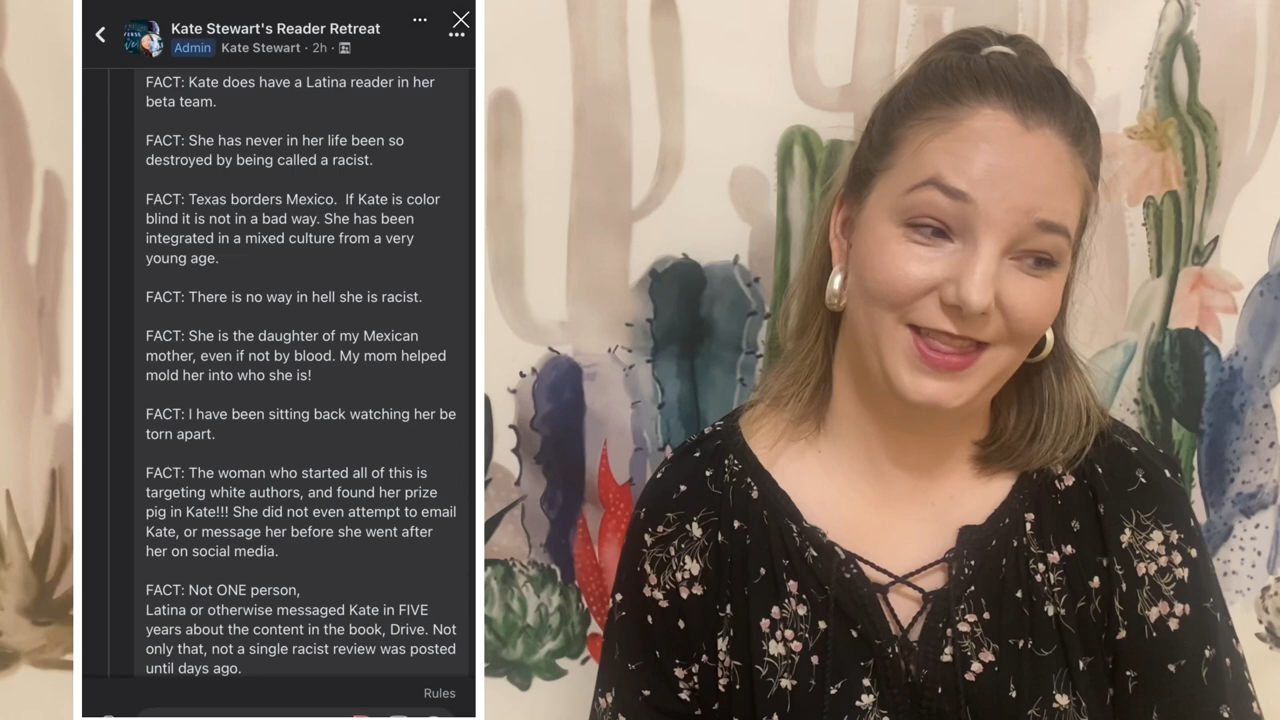 Kate Stewart's Reader Retreat
Admin Kate Stewart · 2h ·
FACT: Kate does have a Latina reader in her
beta team.
FACT: She has never in her life been so
destroyed by being called a racist.
FACT: Texas borders Mexico.  If Kate is color
blind it is not in a bad way. She has been
integrated in a mixed culture from a very
young age.
FACT: There is no way in hell she is racist.
FACT: She is the daughter of my Mexican
mother, even if not by blood. My mom helped
mold her into who she is!
FACT: I have been sitting back watching her be
torn apart.
FACT: The woman who started all of this is
targeting white authors, and found her prize
pig in Kate!!! She did not even attempt to email
Kate, or message her before she went after
her on social media.
FACT: Not ONE person,
Latina or otherwise messaged Kate in FIVE
years about the content in the book, Drive. Not
only that, not a single racist review was posted
until days ago.
Rules